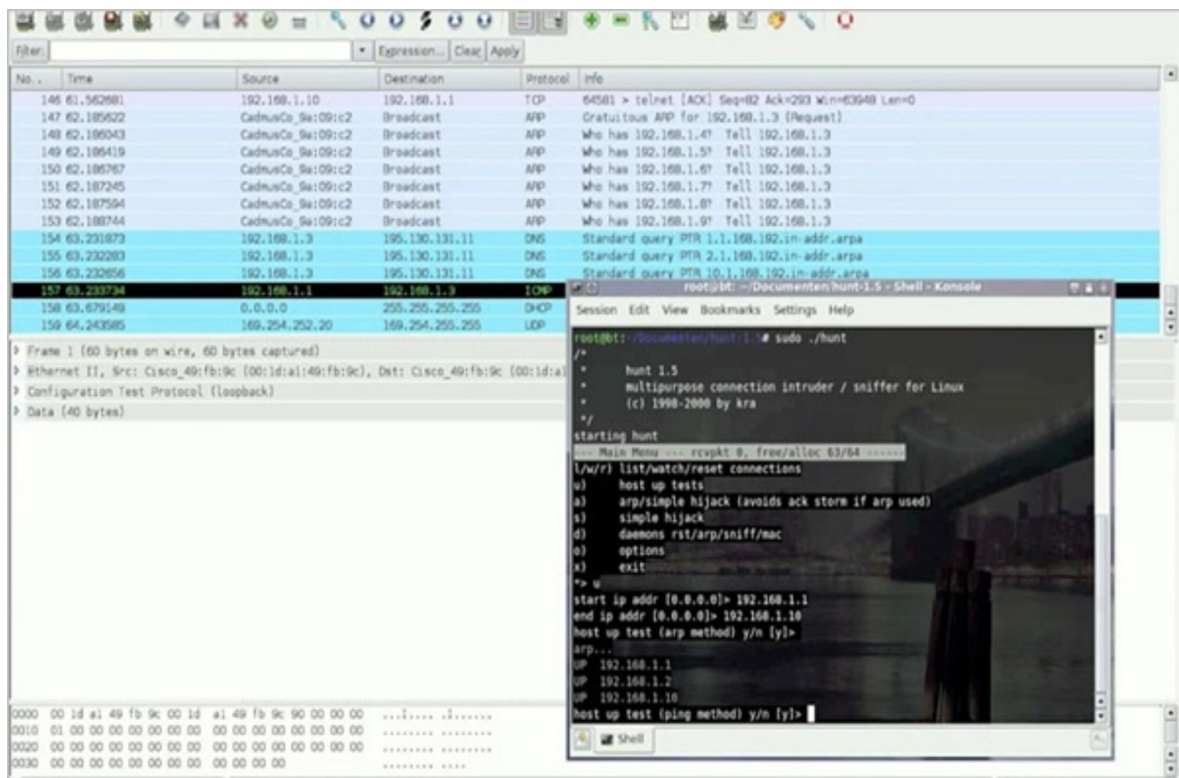 Filter:
Expression... Clear Apply
No. . Time Source Destination Protocol Info
146 61.562681 192.168.1.10 192.168.1.1 TCP 64581 > telnet [ACK] Seq=82 Ack=293 Win=63948 Len=0
147 62.185622 CadmusCo_9a:09:c2 Broadcast ARP Gratuitous ARP for 192.168.1.3 (Request)
148 62.186043 CadmusCo_9a:09:c2 Broadcast ARP Who has 192.168.1.4? Tell 192.168.1.3
149 62.186419 CadmusCo_9a:09:c2 Broadcast ARP Who has 192.168.1.5? Tell 192.168.1.3
150 62.186767 CadmusCo_9a:09:c2 Broadcast ARP Who has 192.168.1.6? Tell 192.168.1.3
151 62.187245 CadmusCo_9a:09:c2 Broadcast ARP Who has 192.168.1.7? Tell 192.168.1.3
152 62.187594 CadmusCo_9a:09:c2 Broadcast ARP Who has 192.168.1.8? Tell 192.168.1.3
153 62.188744 CadmusCo_9a:09:c2 Broadcast ARP Who has 192.168.1.9? Tell 192.168.1.3
154 63.231873 192.168.1.3 195.130.131.11 DNS Standard query PTR 1.1.168.192.in-addr.arpa
155 63.232283 192.168.1.3 195.130.131.11 DNS Standard query PTR 2.1.168.192.in-addr.arpa
156 63.232656 192.168.1.3 195.130.131.11 DNS Standard query PTR 10.1.168.192.in-addr.arpa
157 63.233734 192.168.1.1 192.168.1.3 ICMP
158 63.679149 0.0.0.0 255.255.255.255 DHCP
159 64.243585 169.254.252.20 169.254.255.255 UDP
Frame 1 (60 bytes on wire, 60 bytes captured)
Ethernet II, Src: Cisco_49:fb:9c (00:1d:a1:49:fb:9c), Dst: Cisco_49:fb:9c (00:1d:a1
Configuration Test Protocol (loopback)
Data (40 bytes)
0000 00 1d a1 49 fb 9c 00 1d a1 49 fb 9c 90 00 00 00 ...I.... .I......
0010 01 00 00 00 00 00 00 00 00 00 00 00 00 00 00 00 ........ ........
0020 00 00 00 00 00 00 00 00 00 00 00 00 00 00 00 00 ........ ........
0030 00 00 00 00 00 00 00 00 00 00 00 00 ........ ....
root@bt: ~/Documenten/hunt-1.5 - Shell - Konsole
Session Edit View Bookmarks Settings Help
root@bt:~/Documenten/hunt-1.5# sudo ./hunt
/*
* hunt 1.5
* multipurpose connection intruder / sniffer for Linux
* (c) 1998-2000 by kra
*/
starting hunt
--- Main Menu --- rcvpkt 0, free/alloc 63/64 ------
l/w/r) list/watch/reset connections
u) host up tests
a) arp/simple hijack (avoids ack storm if arp used)
s) simple hijack
d) daemons rst/arp/sniff/mac
o) options
x) exit
*> u
start ip addr [0.0.0.0]> 192.168.1.1
end ip addr [0.0.0.0]> 192.168.1.10
host up test (arp method) y/n [y]>
arp...
UP 192.168.1.1
UP 192.168.1.2
UP 192.168.1.10
host up test (ping method) y/n [y]>
Shell